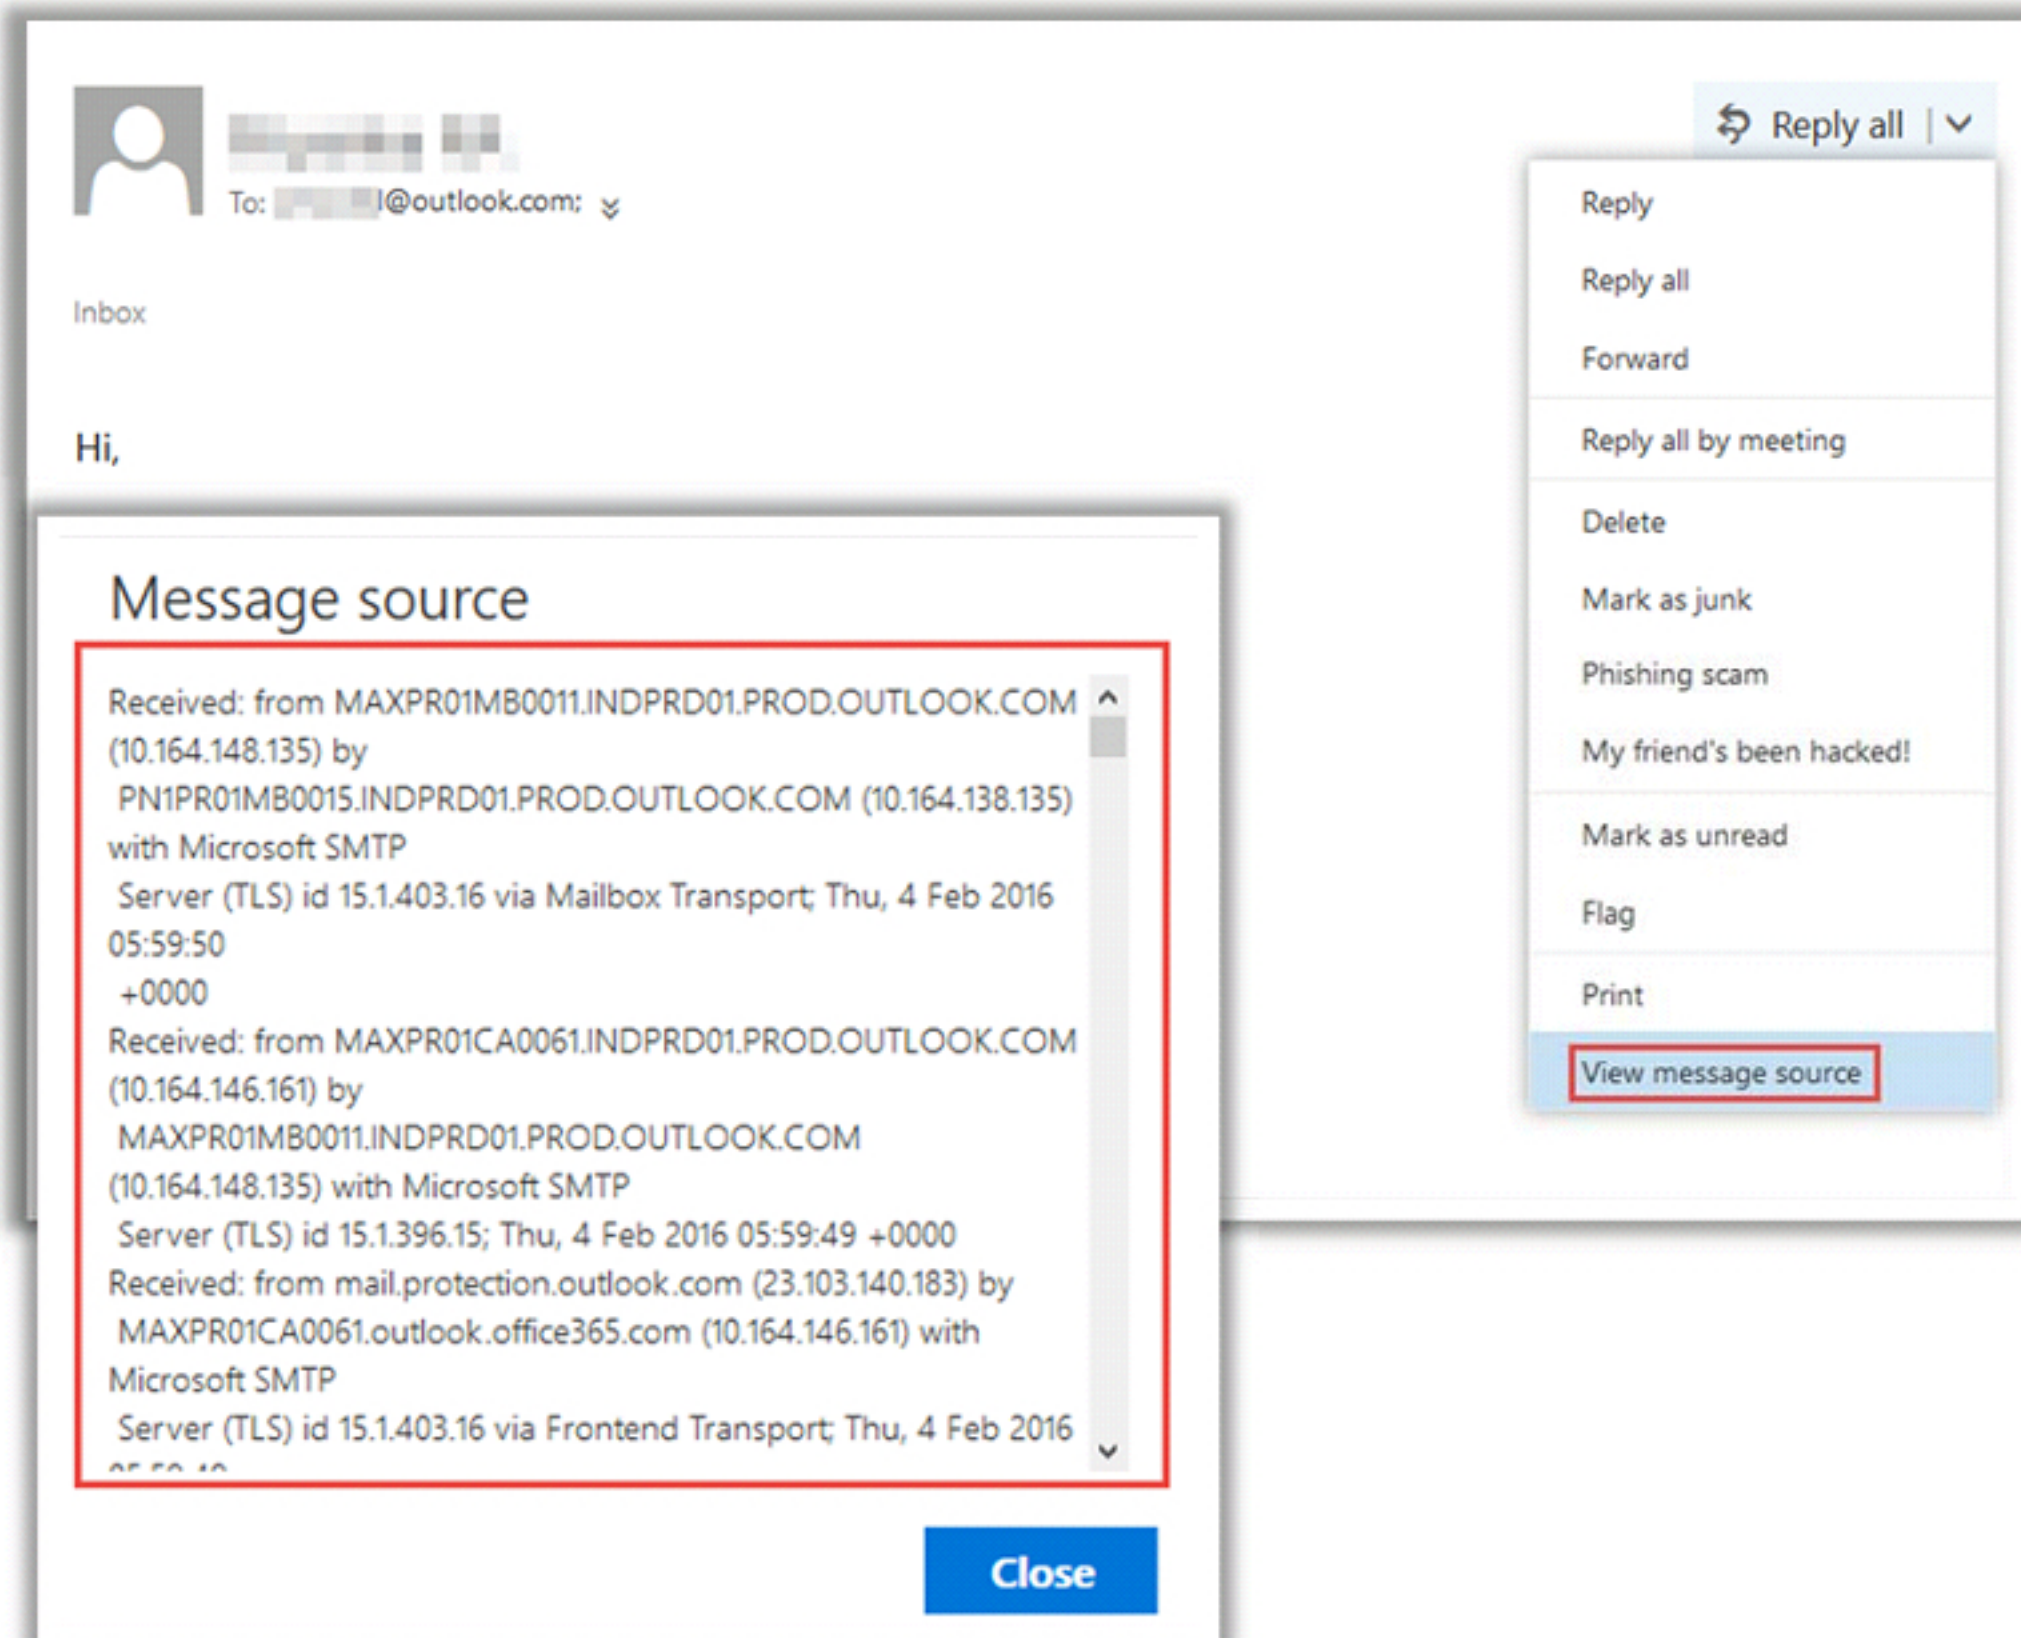 Reply all
To: l@outlook.com;
Inbox
Hi,
Reply
Reply all
Forward
Reply all by meeting
Delete
Mark as junk
Phishing scam
My friend's been hacked!
Mark as unread
Flag
Print
View message source
Message source
Received: from MAXPR01MB0011.INDPRD01.PROD.OUTLOOK.COM
(10.164.148.135) by
PN1PR01MB0015.INDPRD01.PROD.OUTLOOK.COM (10.164.138.135)
with Microsoft SMTP
Server (TLS) id 15.1.403.16 via Mailbox Transport; Thu, 4 Feb 2016
05:59:50
+0000
Received: from MAXPR01CA0061.INDPRD01.PROD.OUTLOOK.COM
(10.164.146.161) by
MAXPR01MB0011.INDPRD01.PROD.OUTLOOK.COM
(10.164.148.135) with Microsoft SMTP
Server (TLS) id 15.1.396.15; Thu, 4 Feb 2016 05:59:49 +0000
Received: from mail.protection.outlook.com (23.103.140.183) by
MAXPR01CA0061.outlook.office365.com (10.164.146.161) with
Microsoft SMTP
Server (TLS) id 15.1.403.16 via Frontend Transport; Thu, 4 Feb 2016
Close